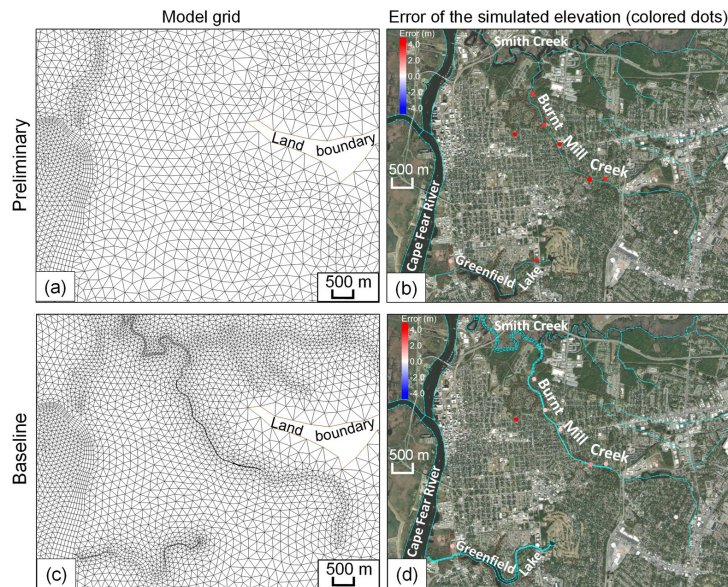 Model grid
Error of the simulated elevation (colored dots)
Preliminary
Land boundary
500 m
(a)
Error (m)
4.0
2.0
0.0
-2.0
-4.0
Smith Creek
Burnt Mill Creek
500 m
Cape Fear River
Greenfield
Lake
(b)
Baseline
Land boundary
500 m
(c)
Error (m)
4.0
2.0
0.0
-2.0
-4.0
Smith Creek
Burnt Mill Creek
500 m
Cape Fear River
Greenfield
Lake
(d)